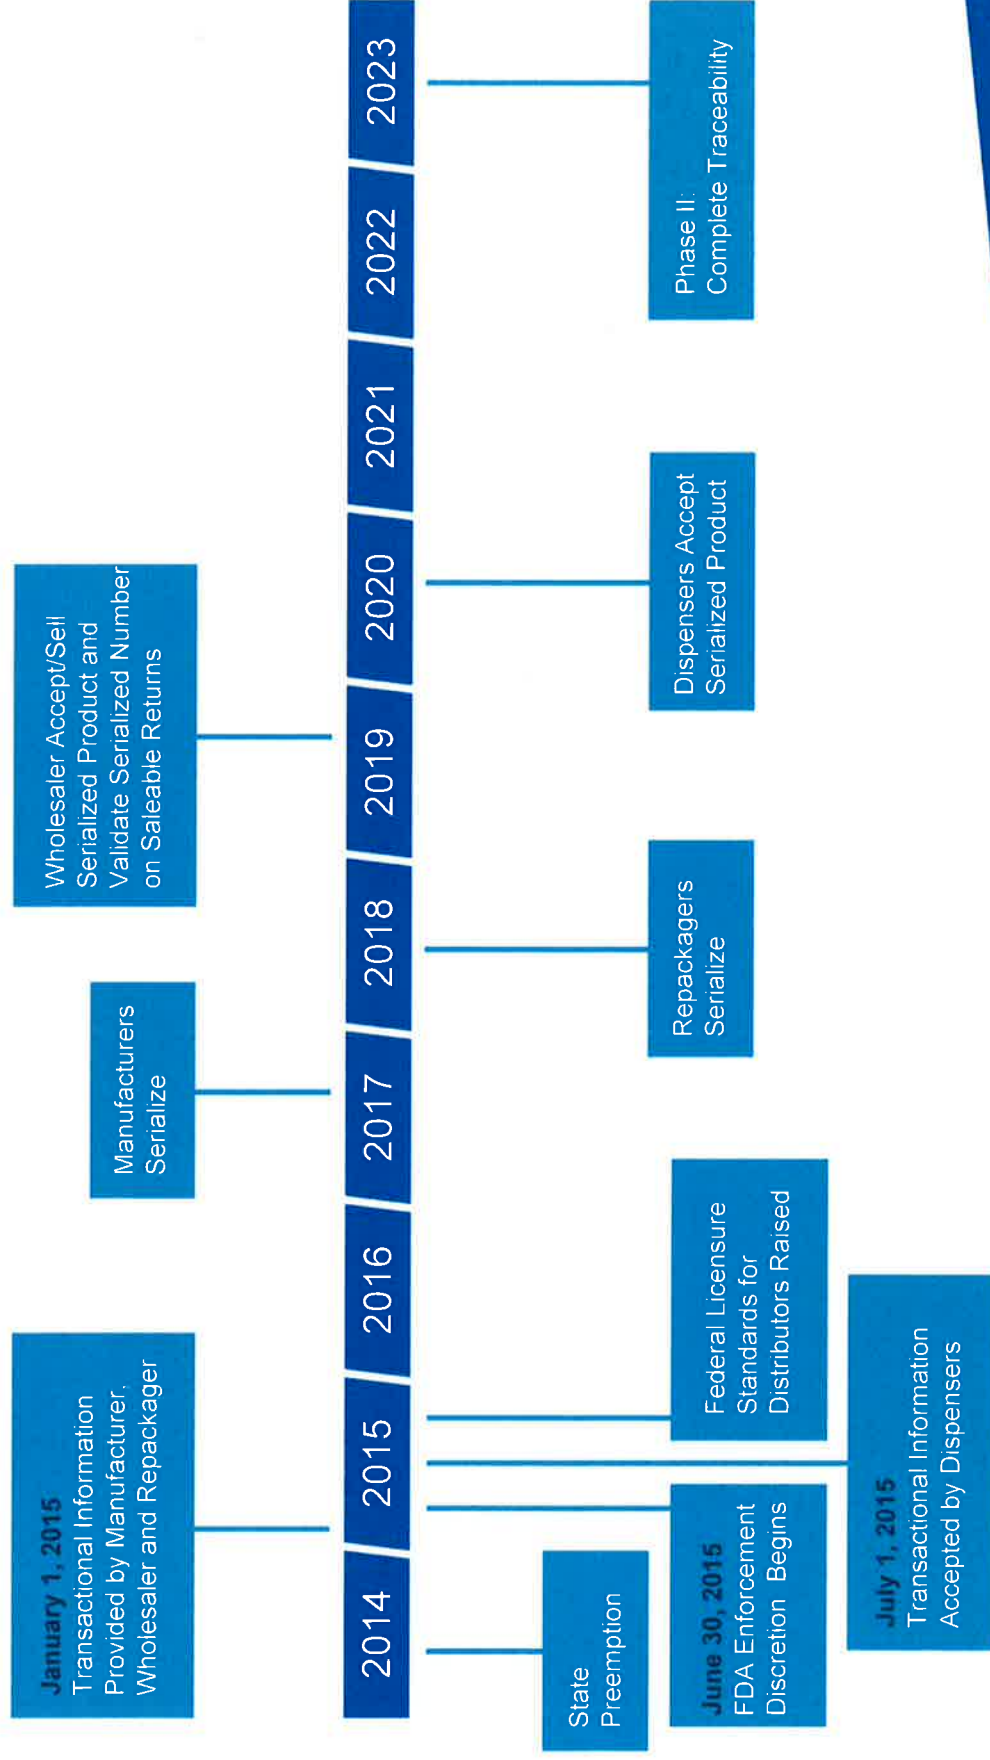 January 1, 2015
Transactional Information
Provided by Manufacturer,
Wholesaler and Repackager
Manufacturers
Serialize
Wholesaler Accept/Sell
Serialized Product and
Validate Serialized Number
on Saleable Returns
2014
2015
2016
2017
2018
2019
2020
2021
2022
2023
State
Preemption
June 30, 2015
FDA Enforcement
Discretion Begins
July 1, 2015
Transactional Information
Accepted by Dispensers
Federal Licensure
Standards for
Distributors Raised
Repackagers
Serialize
Dispensers Accept
Serialized Product
Phase II:
Complete Traceability